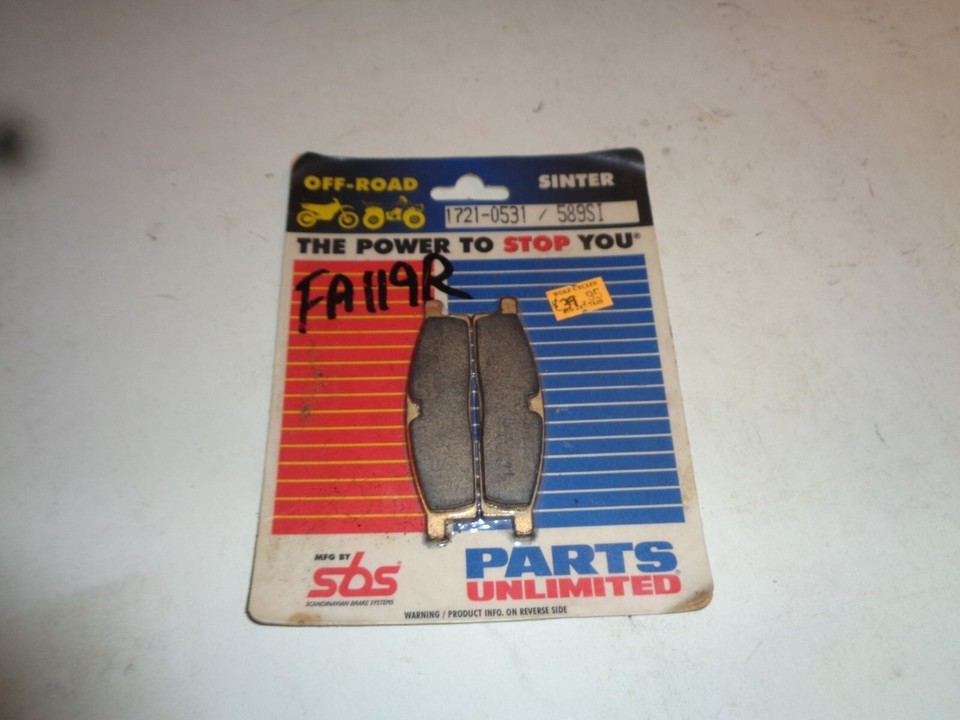 OFF-ROAD
SINTER
1721-0531 / 589SI
THE POWER TO STOP YOU®
FA119R
MFG BY
sbs®
SCANDINAVIAN BRAKE SYSTEMS
PARTS
UNLIMITED®
WARNING / PRODUCT INFO. ON REVERSE SIDE